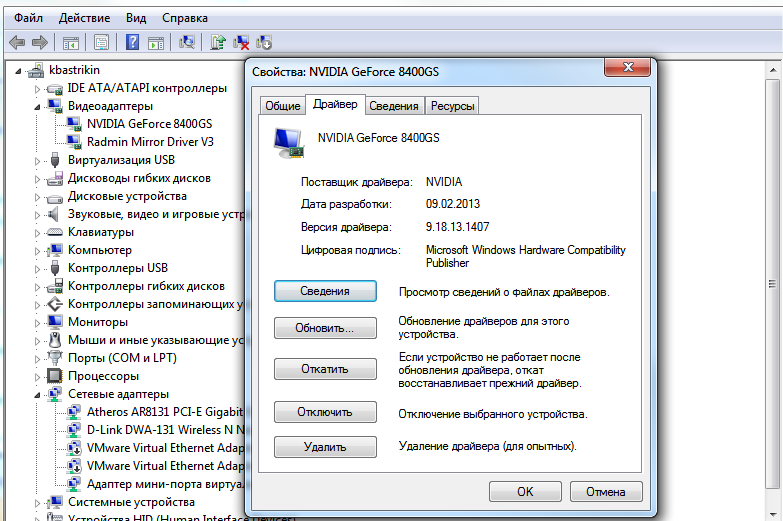 Файл Действие Вид Справка
kbastrikin
IDE ATA/ATAPI контроллеры
Видеоадаптеры
NVIDIA GeForce 8400GS
Radmin Mirror Driver V3
Виртуализация USB
Дисководы гибких дисков
Дисковые устройства
Звуковые, видео и игровые устр
Клавиатуры
Компьютер
Контроллеры USB
Контроллеры гибких дисков
Контроллеры запоминающих у
Мониторы
Мыши и иные указывающие ус
Порты (COM и LPT)
Процессоры
Сетевые адаптеры
Atheros AR8131 PCI-E Gigabit
D-Link DWA-131 Wireless N N
VMware Virtual Ethernet Adap
VMware Virtual Ethernet Adap
Адаптер мини-порта виртуа
Системные устройства
Устройства HID (Human Interface Devices)
Свойства: NVIDIA GeForce 8400GS
Общие Драйвер Сведения Ресурсы
NVIDIA GeForce 8400GS
Поставщик драйвера: NVIDIA
Дата разработки: 09.02.2013
Версия драйвера: 9.18.13.1407
Цифровая подпись: Microsoft Windows Hardware Compatibility
Publisher
Сведения Просмотр сведений о файлах драйверов.
Обновить... Обновление драйверов для этого
устройства.
Откатить Если устройство не работает после
обновления драйвера, откат
восстанавливает прежний драйвер.
Отключить Отключение выбранного устройства.
Удалить Удаление драйвера (для опытных).
OK Отмена